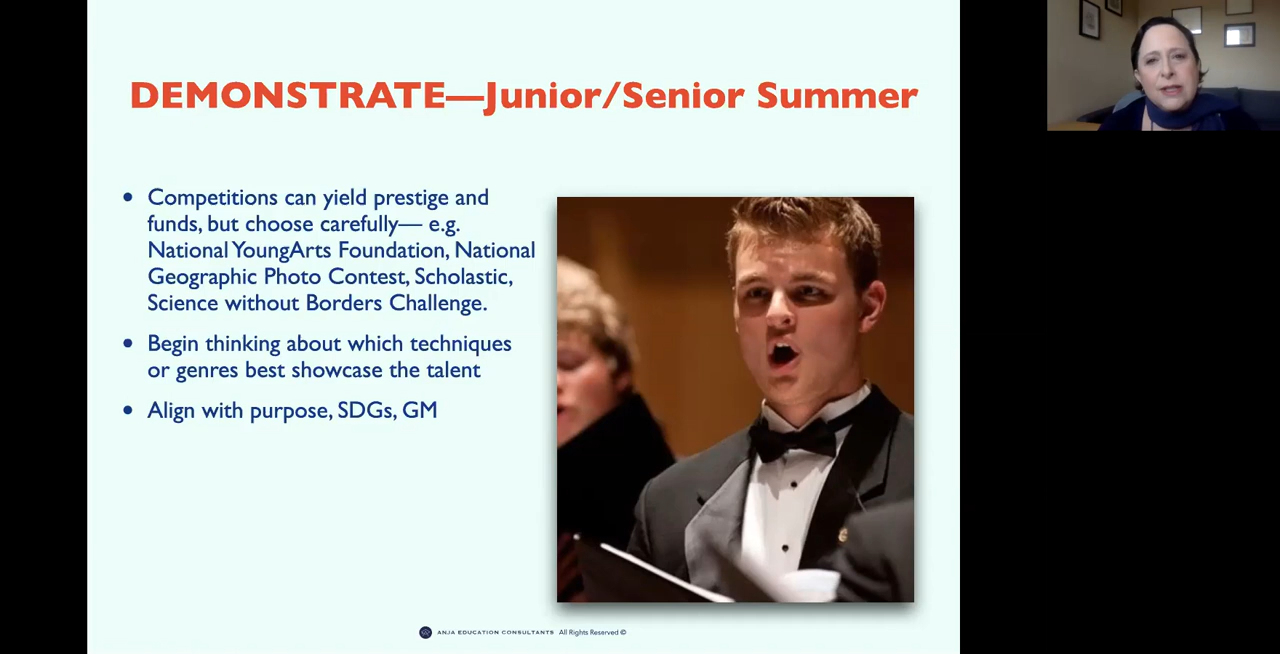 DEMONSTRATE—Junior/Senior Summer
• Competitions can yield prestige and
funds, but choose carefully— e.g.
National YoungArts Foundation, National
Geographic Photo Contest, Scholastic,
Science without Borders Challenge.
• Begin thinking about which techniques
or genres best showcase the talent
• Align with purpose, SDGs, GM
ANJA EDUCATION CONSULTANTS All Rights Reserved ©